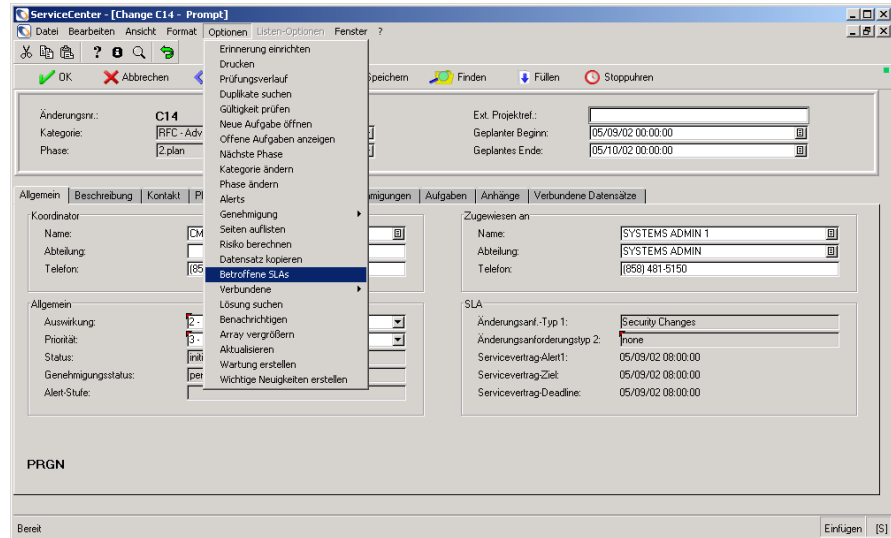 ServiceCenter - [Change C14 - Prompt]
Datei Bearbeiten Ansicht Format Optionen Listen-Optionen Fenster ?
OK Abbrechen Speichern Finden Füllen Stoppuhren
Erinnerung einrichten
Drucken
Prüfungsverlauf
Duplikate suchen
Gültigkeit prüfen
Neue Aufgabe öffnen
Offene Aufgaben anzeigen
Nächste Phase
Kategorie ändern
Phase ändern
Alerts
Genehmigung
Seiten auflisten
Risiko berechnen
Datensatz kopieren
Betroffene SLAs
Verbundene
Lösung suchen
Benachrichtigen
Array vergrößern
Aktualisieren
Wartung erstellen
Wichtige Neuigkeiten erstellen
Änderungsnr.: C14
Kategorie: RFC - Adv
Phase: 2.plan
Ext. Projektref.:
Geplanter Beginn: 05/09/02 00:00:00
Geplantes Ende: 05/10/02 00:00:00
Allgemein Beschreibung Kontakt Aufgaben Anhänge Verbundene Datensätze
Koordinator
Name:
Abteilung:
Telefon:
Zugewiesen an
Name: SYSTEMS ADMIN 1
Abteilung: SYSTEMS ADMIN
Telefon: (858) 481-5150
Allgemein
Auswirkung: 2 -
Priorität: 3 -
Status:
Genehmigungsstatus:
Alert-Stufe:
SLA
Änderungsanf.-Typ 1: Security Changes
Änderungsanforderungstyp 2: none
Servicevertrag-Alert1: 05/09/02 08:00:00
Servicevertrag-Ziel: 05/09/02 08:00:00
Servicevertrag-Deadline: 05/09/02 08:00:00
PRGN
Bereit
Einfügen [S]